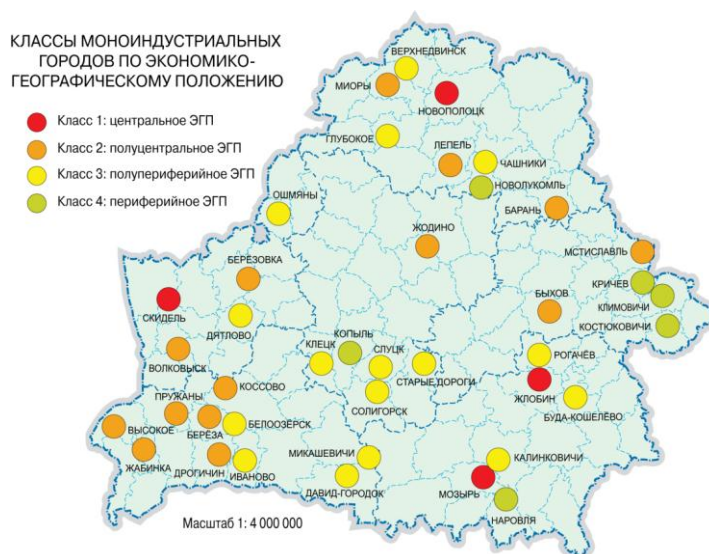 КЛАССЫ МОНОИНДУСТРИАЛЬНЫХ
ГОРОДОВ ПО ЭКОНОМИКО-
ГЕОГРАФИЧЕСКОМУ ПОЛОЖЕНИЮ
Класс 1: центральное ЭГП
Класс 2: полуцентральное ЭГП
Класс 3: полупериферийное ЭГП
Класс 4: периферийное ЭГП
ВЕРХНЕДВИНСК
МИОРЫ
НОВОПОЛОЦК
ГЛУБОКОЕ
ЛЕПЕЛЬ
ЧАШНИКИ
НОВОЛУКОМЛЬ
ОШМЯНЫ
БАРАНЬ
ЖОДИНО
МСТИСЛАВЛЬ
БЕРЁЗОВКА
КРИЧЕВ
БЫХОВ
КЛИМОВИЧИ
СКИДЕЛЬ
КОСТЮКОВИЧИ
ДЯТЛОВО
КОПЫЛЬ
КЛЕЦК
СЛУЦК
РОГАЧЁВ
ВОЛКОВЫСК
СТАРЫЕ ДОРОГИ
КОССОВО
ЖЛОБИН
ПРУЖАНЫ
СОЛИГОРСК
БУДА-КОШЕЛЁВО
БЕЛООЗЁРСК
ВЫСОКОЕ
БЕРЁЗА
МИКАШЕВИЧИ
КАЛИНКОВИЧИ
ЖАБИНКА
ДРОГИЧИН
ИВАНОВО
ДАВИД-ГОРОДОК
МОЗЫРЬ
НАРОВЛЯ
Масштаб 1: 4 000 000